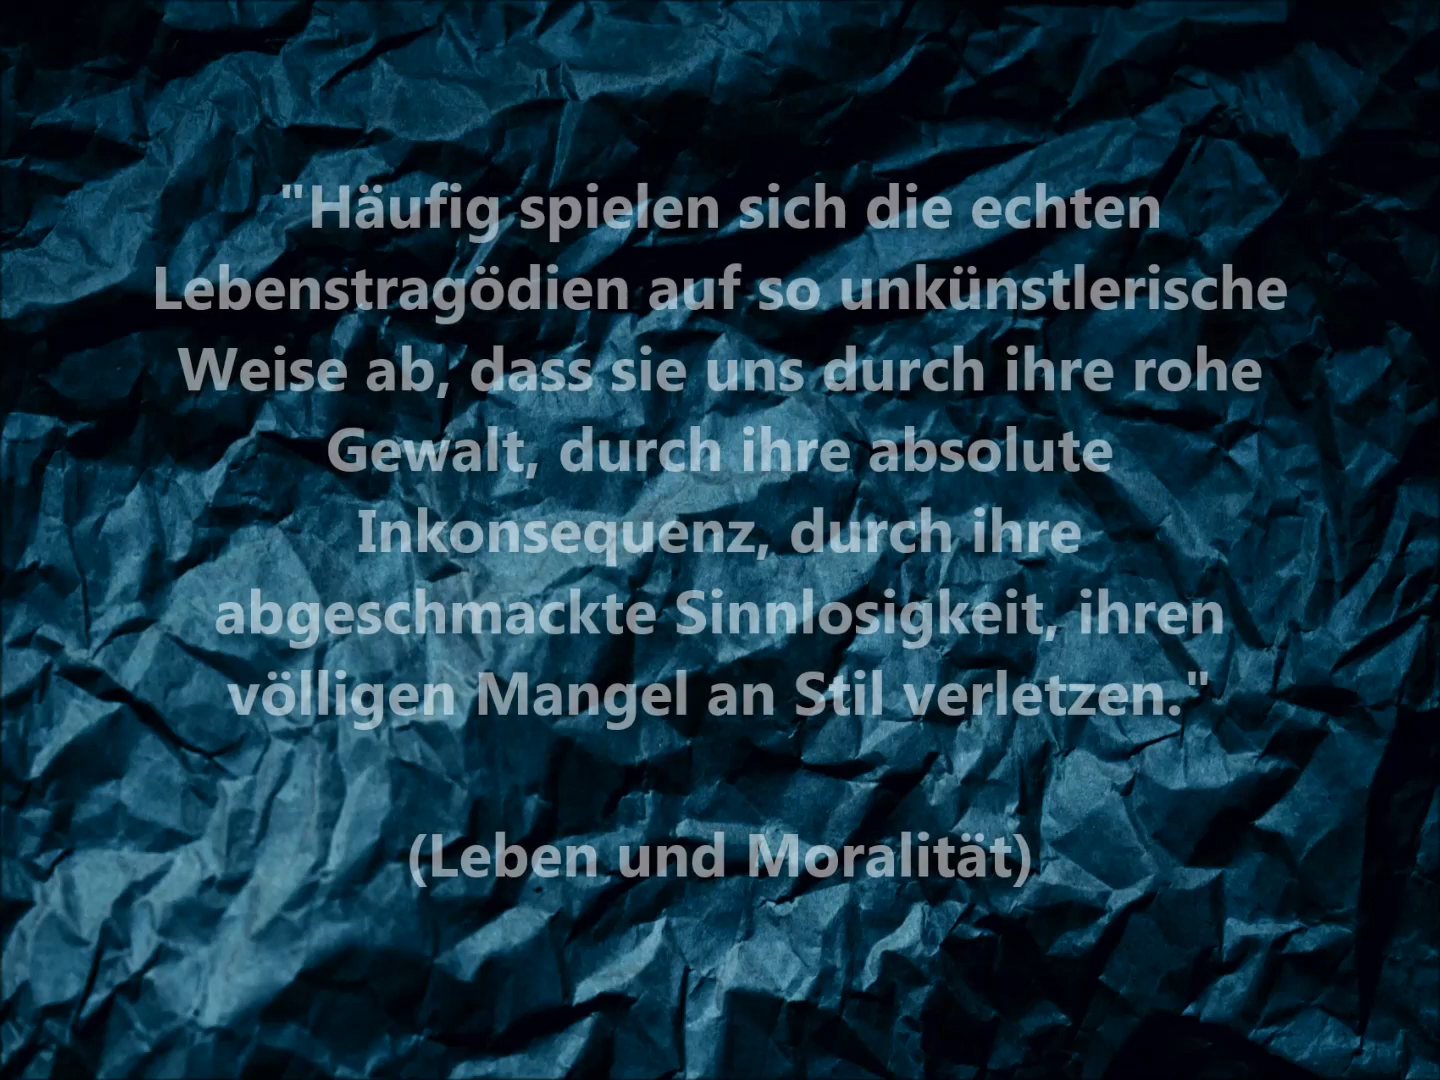 "Häufig spielen sich die echten
Lebenstragödien auf so unkünstlerische
Weise ab, dass sie uns durch ihre rohe
Gewalt, durch ihre absolute
Inkonsequenz, durch ihre
abgeschmackte Sinnlosigkeit, ihren
völligen Mangel an Stil verletzen."
(Leben und Moralität)